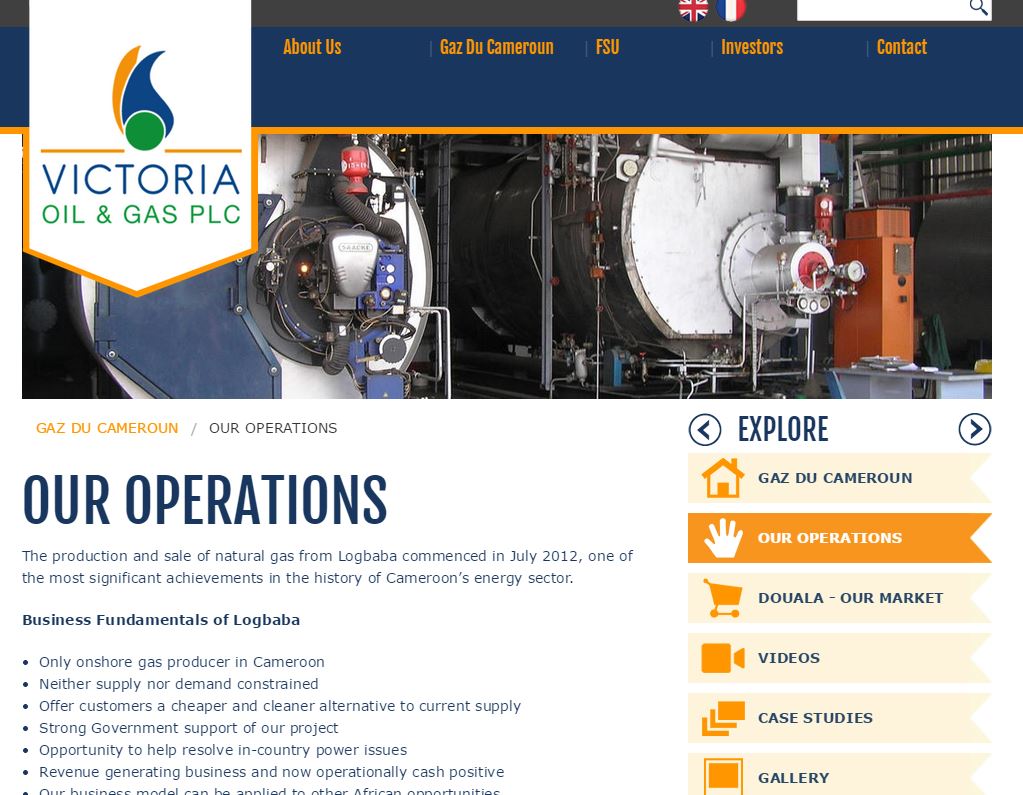 About Us
Gaz Du Cameroun
FSU
Investors
Contact
VICTORIA
OIL & GAS PLC
SAACKE
GAZ DU CAMEROUN / OUR OPERATIONS
EXPLORE
OUR OPERATIONS
The production and sale of natural gas from Logbaba commenced in July 2012, one of
the most significant achievements in the history of Cameroon’s energy sector.
Business Fundamentals of Logbaba
• Only onshore gas producer in Cameroon
• Neither supply nor demand constrained
• Offer customers a cheaper and cleaner alternative to current supply
• Strong Government support of our project
• Opportunity to help resolve in-country power issues
• Revenue generating business and now operationally cash positive
• Our business model can be applied to other African opportunities
GAZ DU CAMEROUN
OUR OPERATIONS
DOUALA - OUR MARKET
VIDEOS
CASE STUDIES
GALLERY